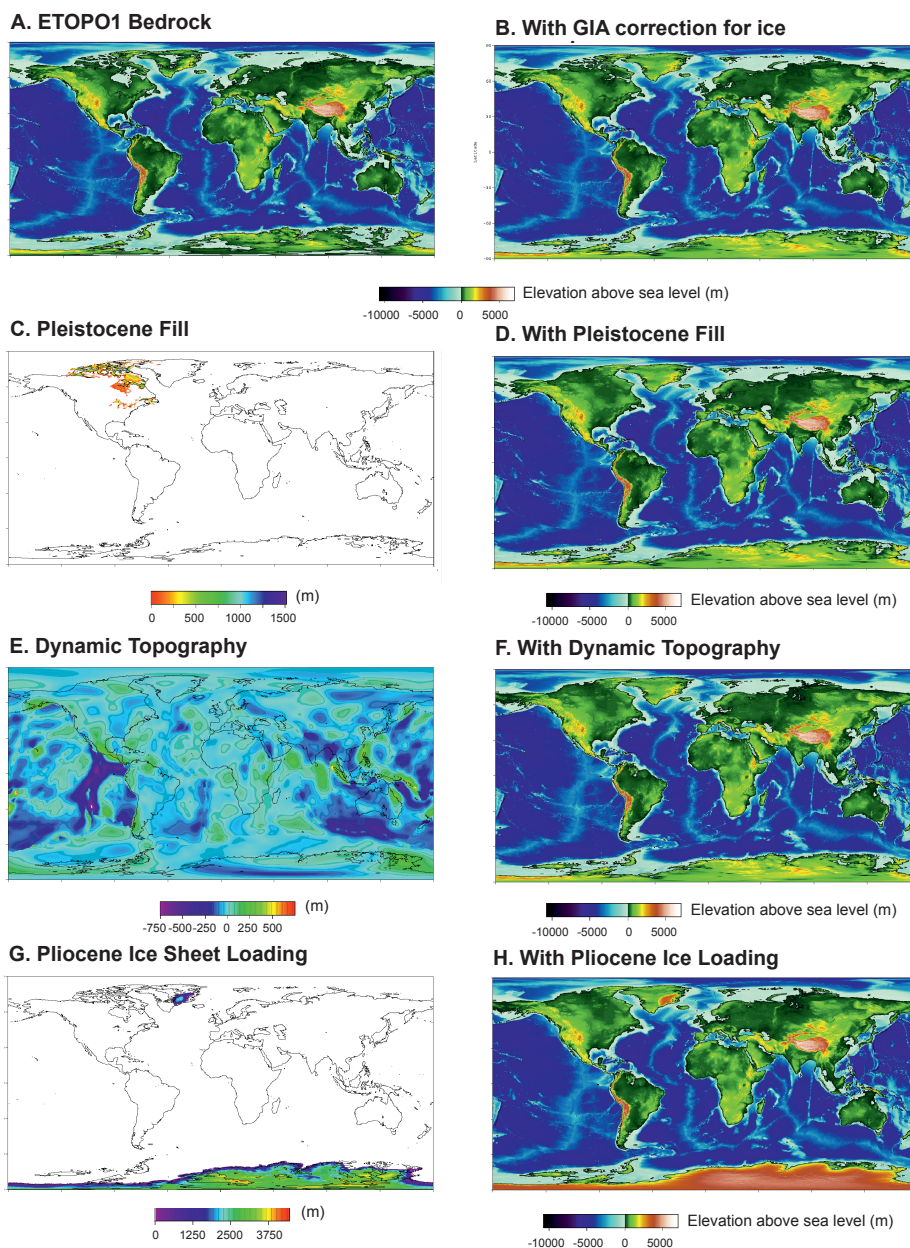 A. ETOPO1 Bedrock
B. With GIA correction for ice
Elevation above sea level (m)
-10000 -5000 0 5000
C. Pleistocene Fill
D. With Pleistocene Fill
(m)
0 500 1000 1500
Elevation above sea level (m)
-10000 -5000 0 5000
E. Dynamic Topography
F. With Dynamic Topography
(m)
-750 -500 -250 0 250 500
Elevation above sea level (m)
-10000 -5000 0 5000
G. Pliocene Ice Sheet Loading
H. With Pliocene Ice Loading
(m)
0 1250 2500 3750
Elevation above sea level (m)
-10000 -5000 0 5000